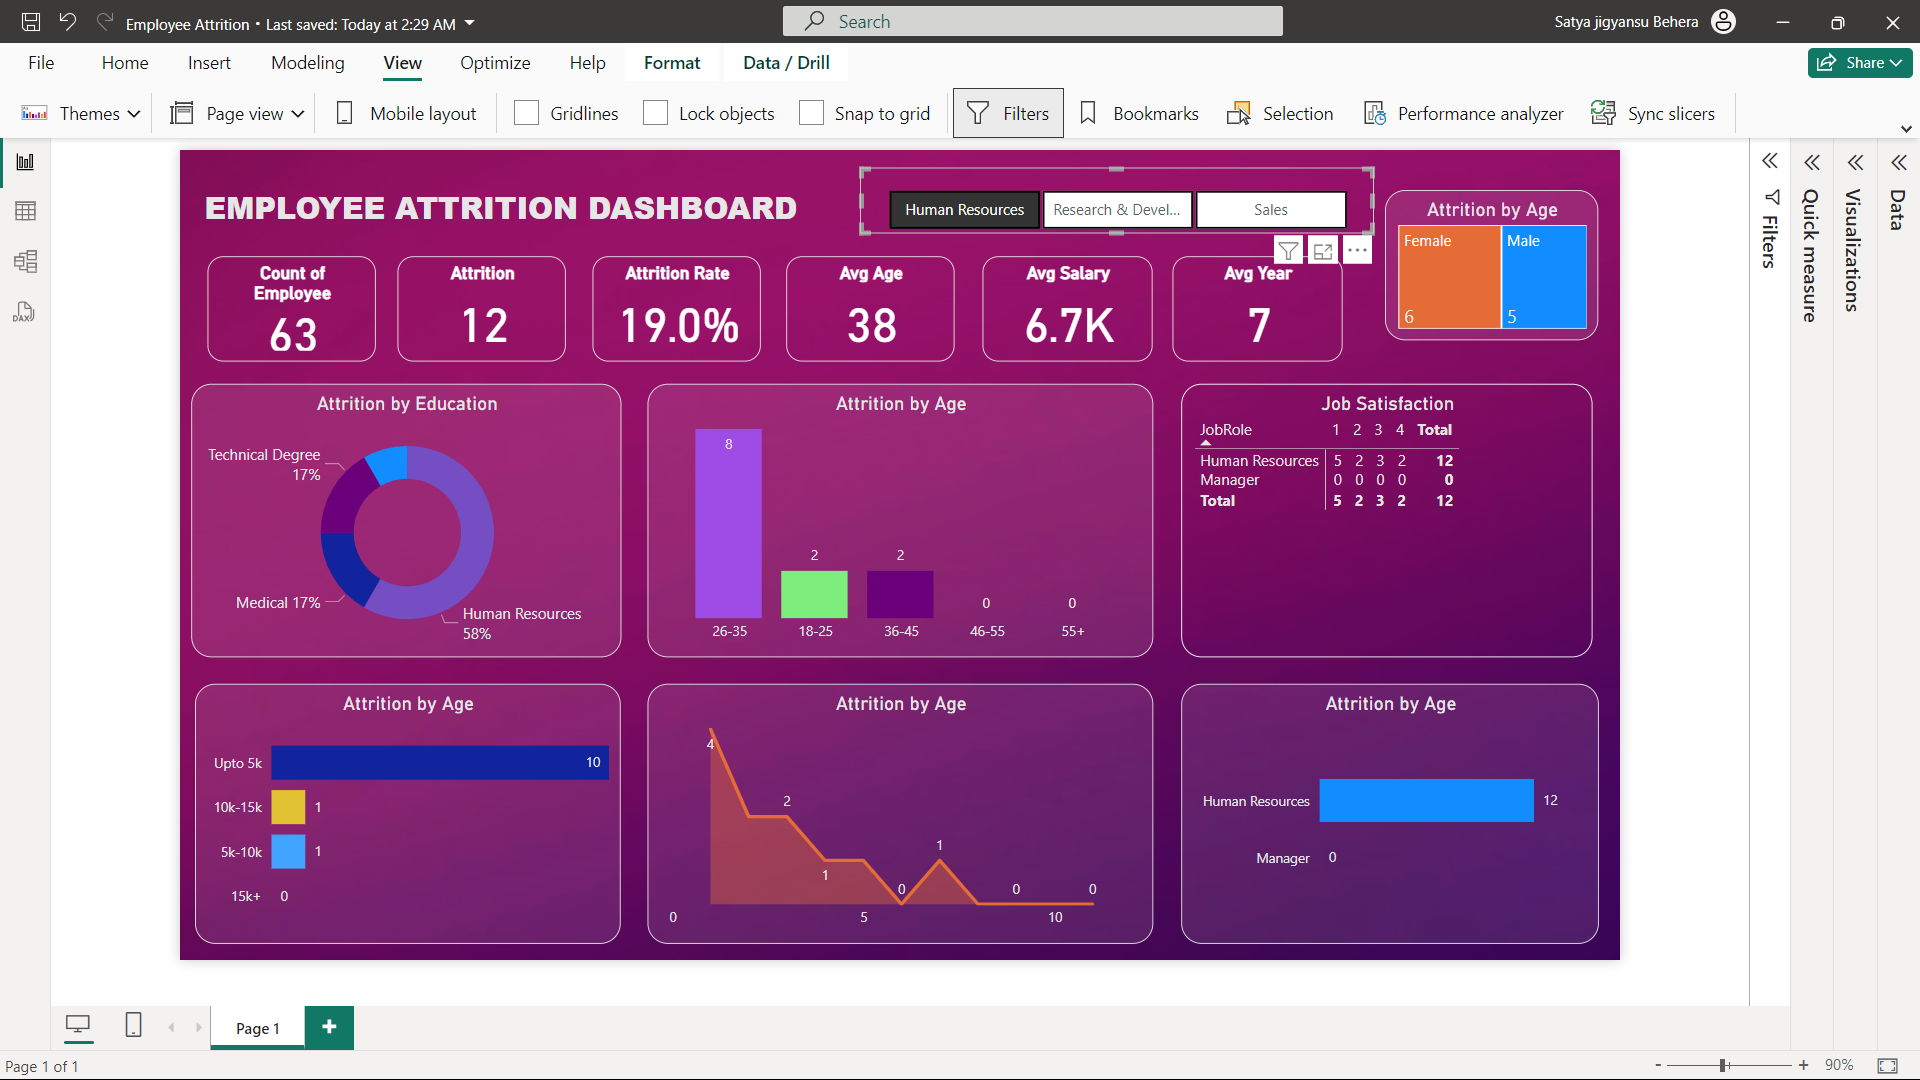 Employee Attrition • Last saved: Today at 2:29 AM
Search
Satya jigyansu Behera
File Home Insert Modeling View Optimize Help Format Data / Drill
Share
Themes Page view Mobile layout Gridlines Lock objects Snap to grid Filters Bookmarks Selection Performance analyzer Sync slicers
DAX
EMPLOYEE ATTRITION DASHBOARD
Human Resources Research & Devel... Sales
Attrition by Age
Female Male
6 5
Count of
Employee
63
Attrition
12
Attrition Rate
19.0%
Avg Age
38
Avg Salary
6.7K
Avg Year
7
Attrition by Education
Technical Degree
17%
Medical 17%
Human Resources
58%
Attrition by Age
8
2 2 0 0
26-35 18-25 36-45 46-55 55+
Job Satisfaction
JobRole 1 2 3 4 Total
Human Resources 5 2 3 2 12
Manager 0 0 0 0 0
Total 5 2 3 2 12
Attrition by Age
Upto 5k 10
10k-15k 1
5k-10k 1
15k+ 0
Attrition by Age
4
2
1
1
0 0 0
0 5 10
Attrition by Age
Human Resources 12
Manager 0
Filters
Quick measure
Visualizations
Data
Page 1
Page 1 of 1
- + 90%